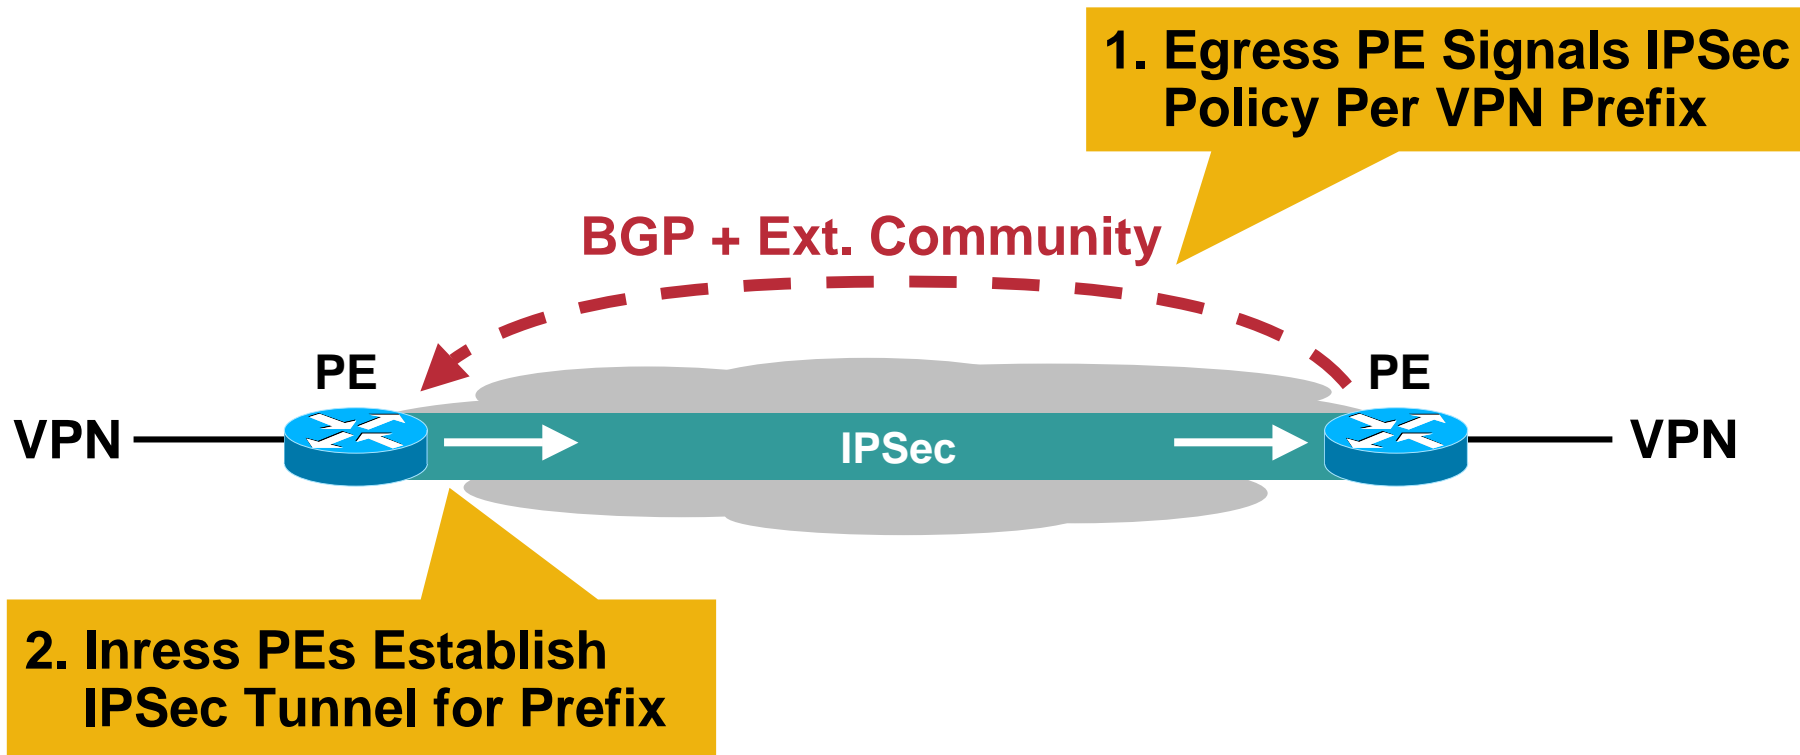 1. Egress PE Signals IPSec
Policy Per VPN Prefix
BGP + Ext. Community
PE
PE
VPN
IPSec
VPN
2. Inress PEs Establish
IPSec Tunnel for Prefix